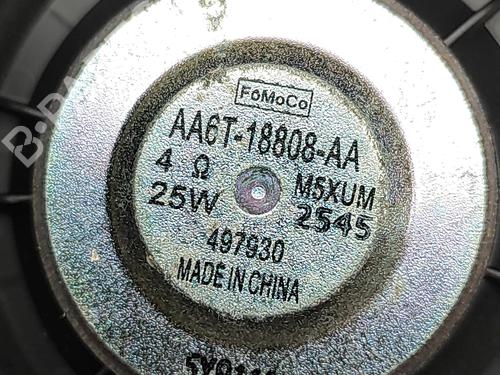 FoMoCo
AA6T-18808-AA
4 Ω M5XUM
25W 2545
497930
MADE IN CHINA